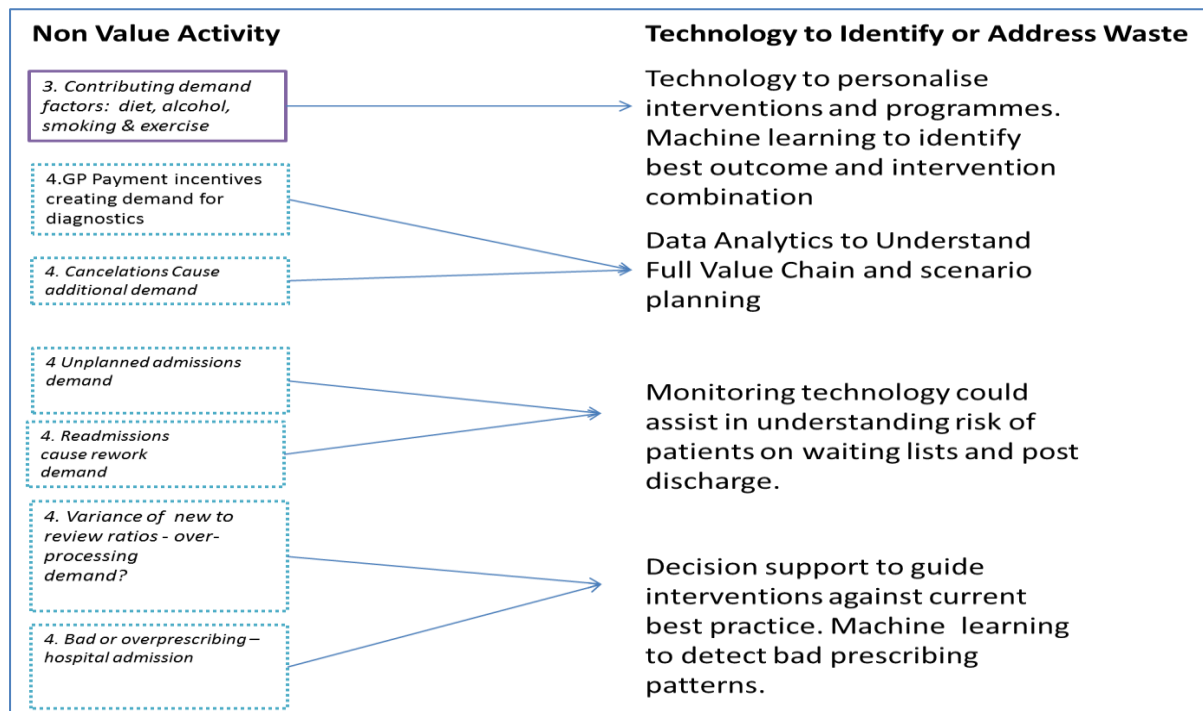 Non Value Activity
Technology to Identify or Address Waste
3. Contributing demand
factors: diet, alcohol,
smoking & exercise
Technology to personalise
interventions and programmes.
Machine learning to identify
best outcome and intervention
combination
4.GP Payment incentives
creating demand for
diagnostics
4. Cancelations Cause
additional demand
Data Analytics to Understand
Full Value Chain and scenario
planning
4 Unplanned admissions
demand
4. Readmissions
cause rework
demand
Monitoring technology could
assist in understanding risk of
patients on waiting lists and post
discharge.
4. Variance of new to
review ratios - over-
processing
demand?
4. Bad or overprescribing –
hospital admission
Decision support to guide
interventions against current
best practice. Machine learning
to detect bad prescribing
patterns.